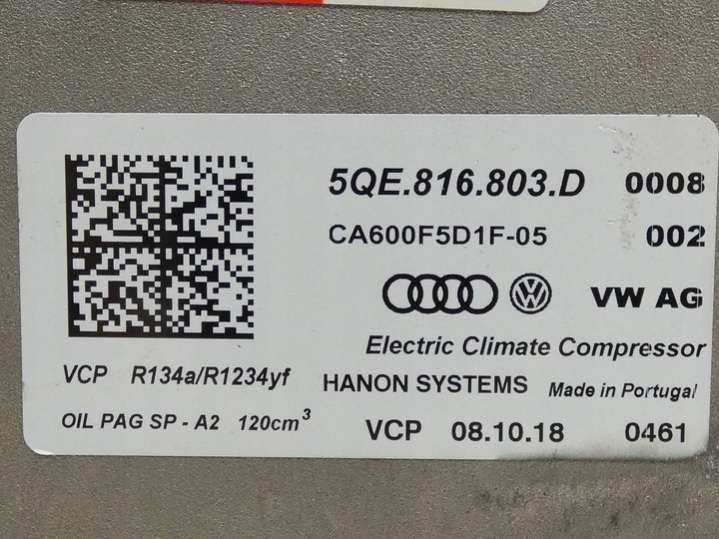 5QE.816.803.D 0008
CA600F5D1F-05 002
VW AG
Electric Climate Compressor
VCP R134a/R1234yf
HANON SYSTEMS Made in Portugal
OIL PAG SP - A2 120cm³
VCP 08.10.18 0461